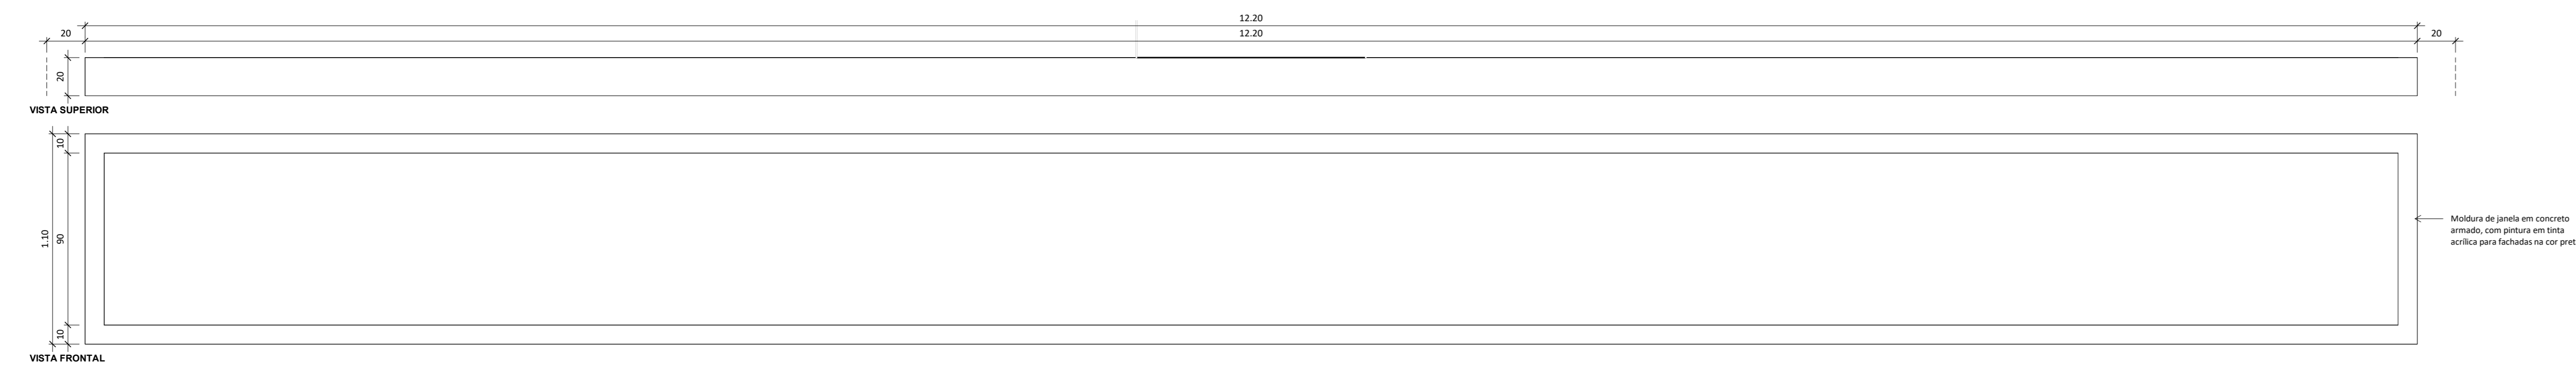 12.20
20
12.20
20
20
VISTA SUPERIOR
10
1.10
90
10
Moldura de janela em concreto
armado, com pintura em tinta
acrílica para fachadas na cor pret
VISTA FRONTAL